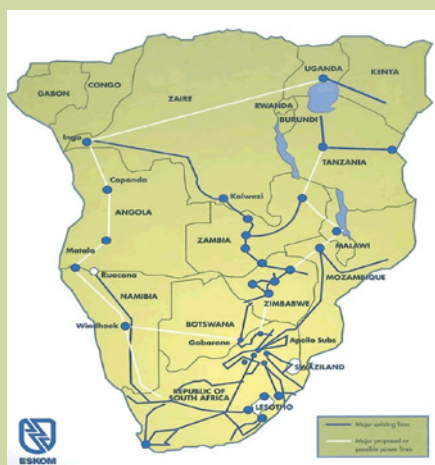 UGANDA
KENYA
CONGO
GABON
ZAIRE
RWANDA
BURUNDI
Inga
TANZANIA
Capanda
Kolwezi
ANGOLA
ZAMBIA
MALAWI
Matala
Ruacana
MOZAMBIQUE
NAMIBIA
ZIMBABWE
BOTSWANA
Windhoek
Gabarone
Apollo Subs
SWAZILAND
REPUBLIC OF
SOUTH AFRICA
LESOTHO
Major existing lines
Major proposed or
possible power lines
ESKOM